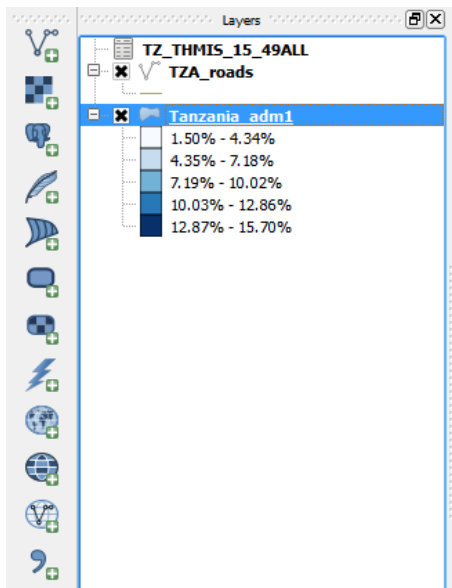 Layers
TZ_THMIS_15_49ALL
TZA_roads
Tanzania_adm1
1.50% - 4.34%
4.35% - 7.18%
7.19% - 10.02%
10.03% - 12.86%
12.87% - 15.70%